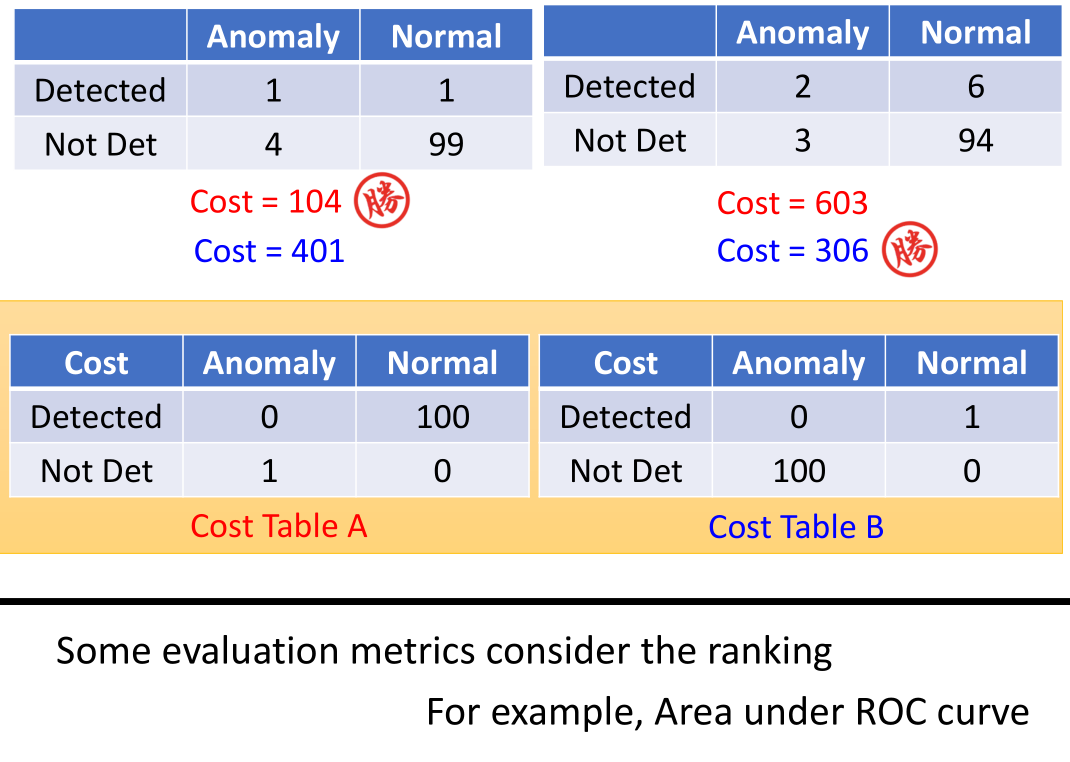 Anomaly Normal
Detected 1 1
Not Det 4 99
Cost = 104 勝
Cost = 401
Anomaly Normal
Detected 2 6
Not Det 3 94
Cost = 603
Cost = 306 勝
Cost Anomaly Normal
Detected 0 100
Not Det 1 0
Cost Table A
Cost Anomaly Normal
Detected 0 1
Not Det 100 0
Cost Table B
Some evaluation metrics consider the ranking
For example, Area under ROC curve